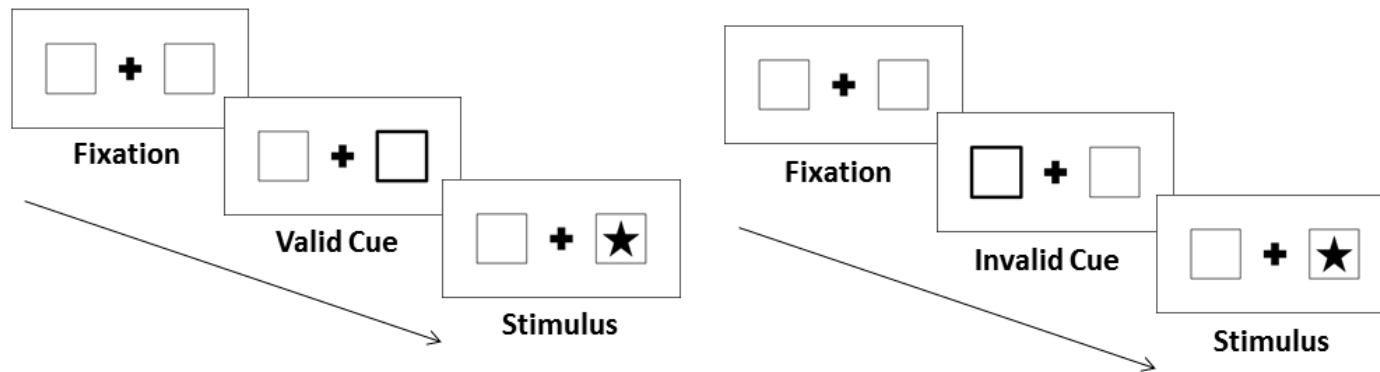 Fixation
Valid Cue
Stimulus
Fixation
Invalid Cue
Stimulus